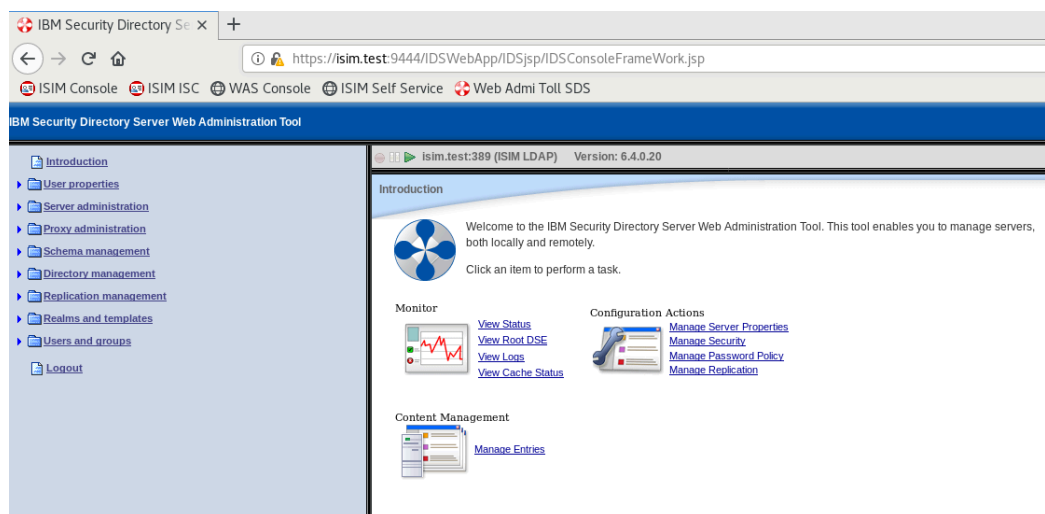 IBM Security Directory Se
https://isim.test:9444/IDSWebApp/IDSjsp/IDSConsoleFrameWork.jsp
ISIM Console ISIM ISC WAS Console ISIM Self Service Web Admi Toll SDS
IBM Security Directory Server Web Administration Tool
Introduction
User properties
Server administration
Proxy administration
Schema management
Directory management
Replication management
Realms and templates
Users and groups
Logout
isim.test:389 (ISIM LDAP) Version: 6.4.0.20
Introduction
Welcome to the IBM Security Directory Server Web Administration Tool. This tool enables you to manage servers,
both locally and remotely.
Click an item to perform a task.
Monitor
View Status
View Root DSE
View Logs
View Cache Status
Configuration Actions
Manage Server Properties
Manage Security
Manage Password Policy
Manage Replication
Content Management
Manage Entries